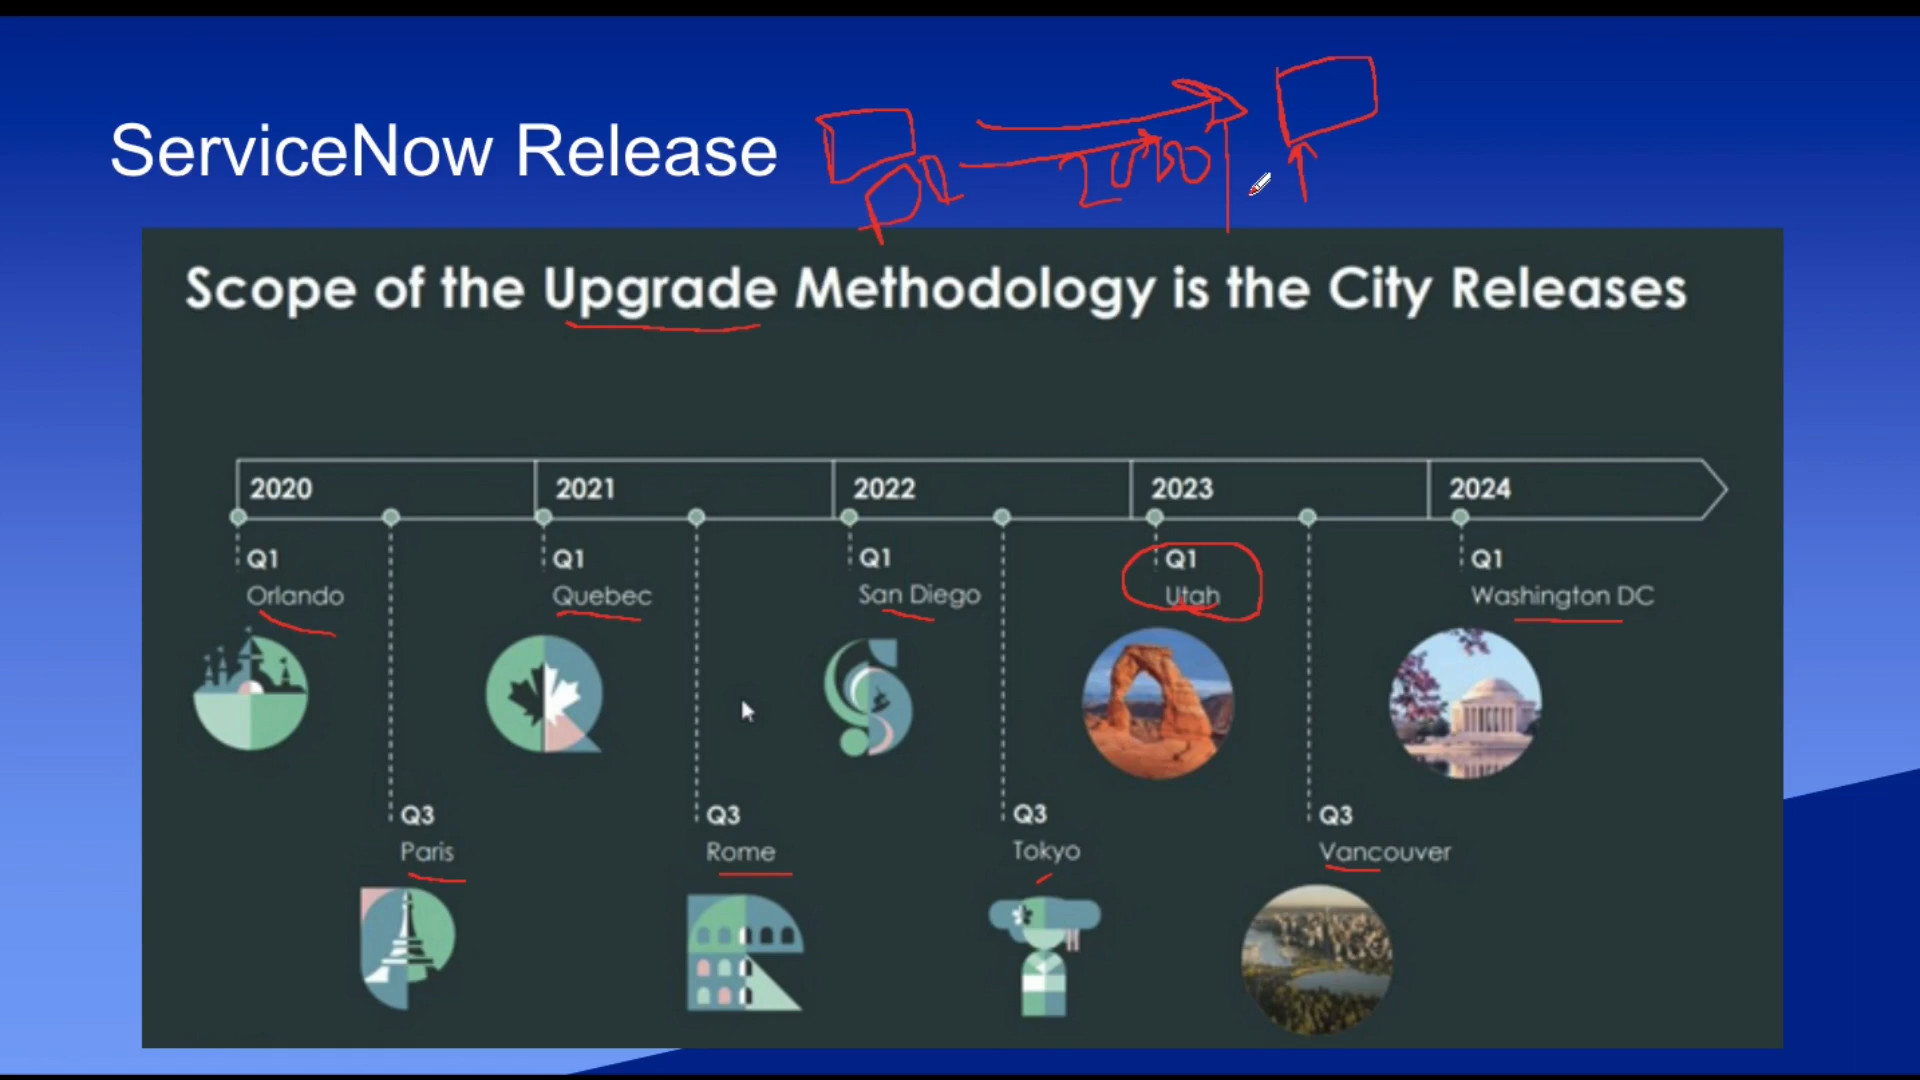 ServiceNow Release
Scope of the Upgrade Methodology is the City Releases
2020 2021 2022 2023 2024
Q1 Q1 Q1 Q1 Q1
Orlando Quebec San Diego Utah Washington DC
Q3 Q3 Q3 Q3
Paris Rome Tokyo Vancouver